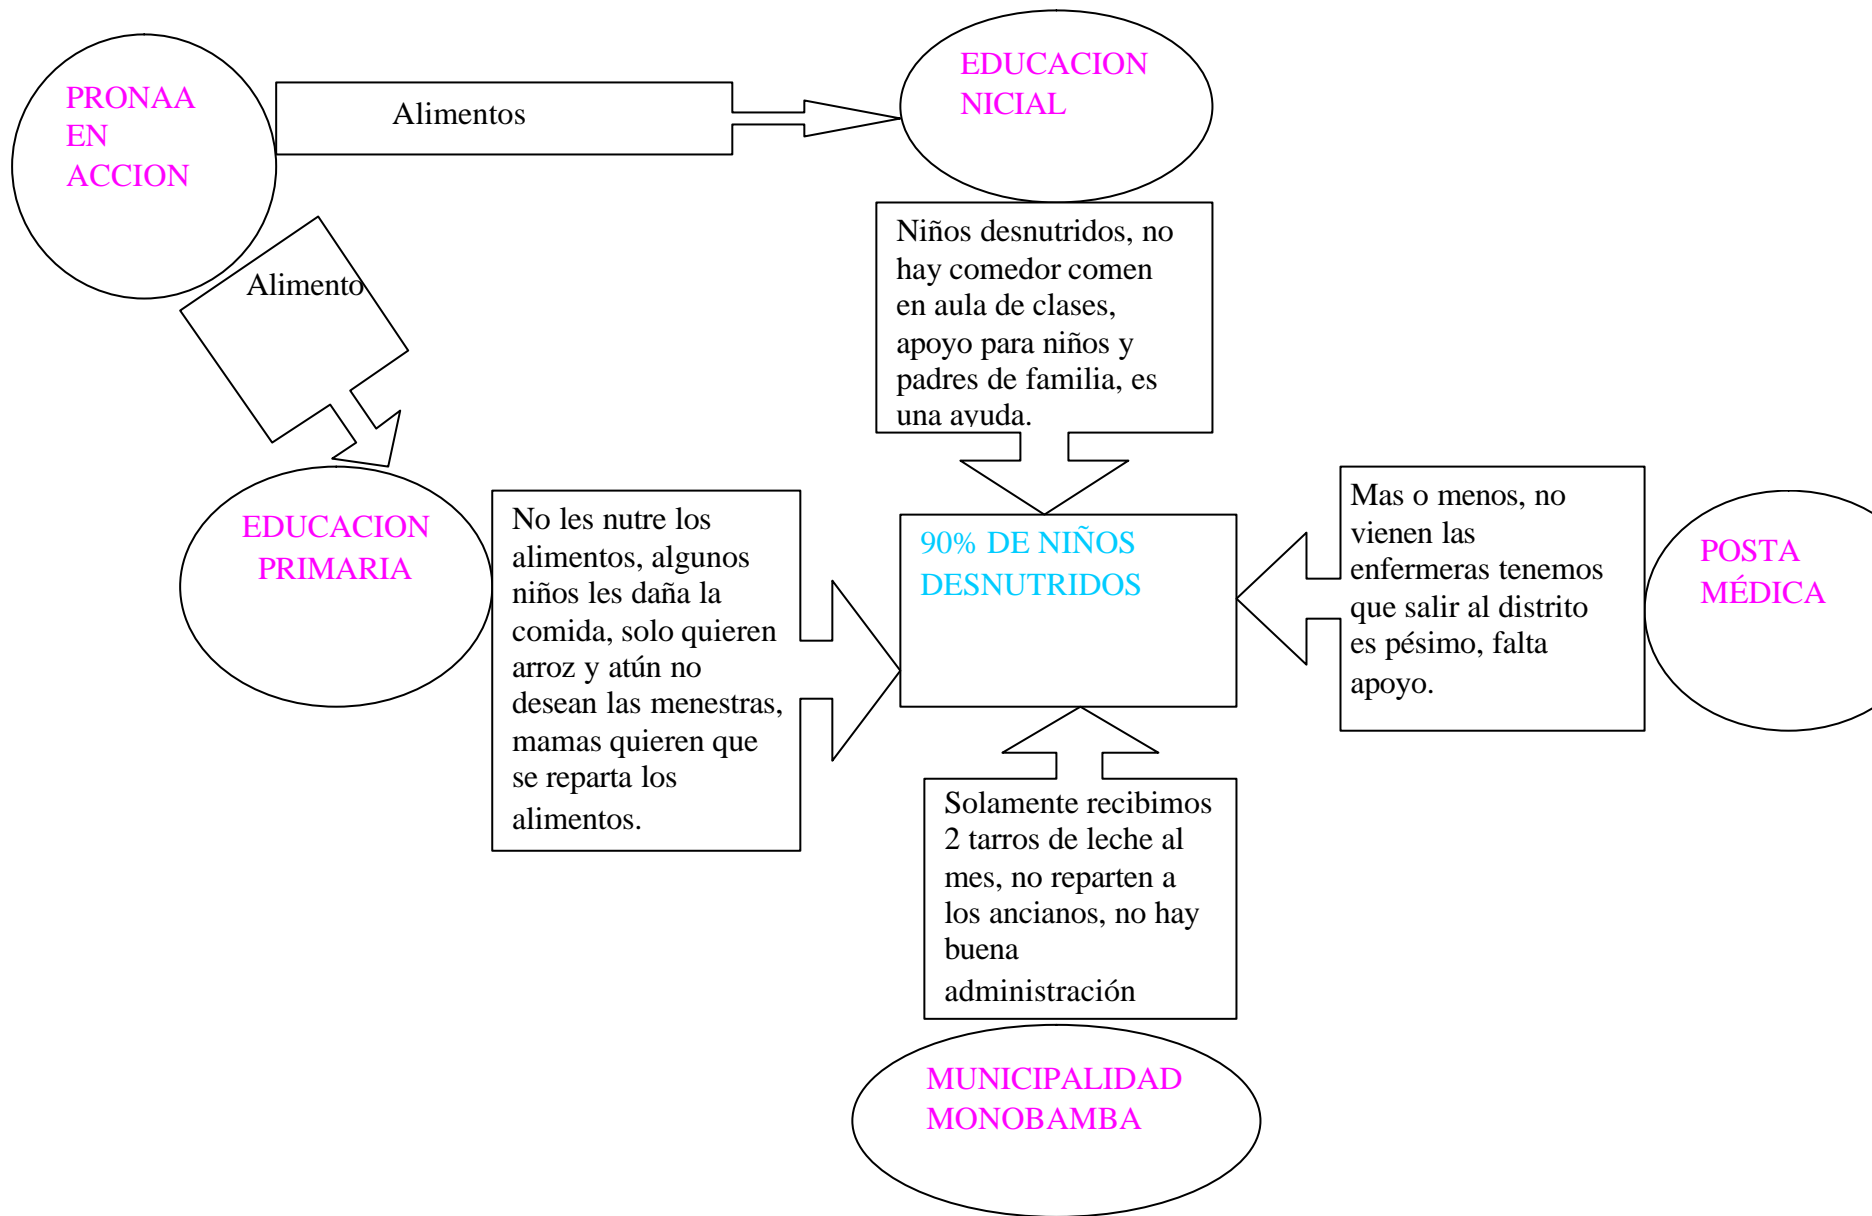 PRONAA
EN
ACCION
Alimentos
EDUCACION
NICIAL
Alimento
Niños desnutridos, no
hay comedor comen
en aula de clases,
apoyo para niños y
padres de familia, es
una ayuda.
EDUCACION
PRIMARIA
No les nutre los
alimentos, algunos
niños les daña la
comida, solo quieren
arroz y atún no
desean las menestras,
mamas quieren que
se reparta los
alimentos.
90% DE NIÑOS
DESNUTRIDOS
Mas o menos, no
vienen las
enfermeras tenemos
que salir al distrito
es pésimo, falta
apoyo.
POSTA
MÉDICA
Solamente recibimos
2 tarros de leche al
mes, no reparten a
los ancianos, no hay
buena
administración
MUNICIPALIDAD
MONOBAMBA